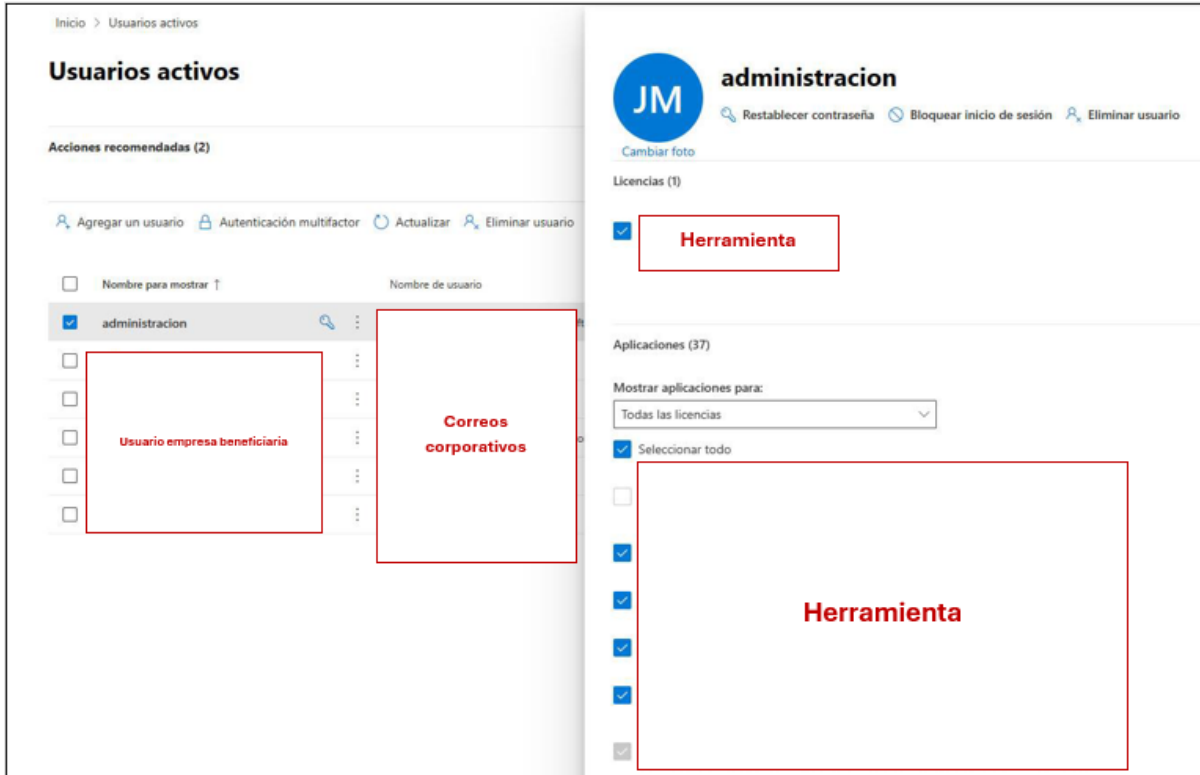 Inicio > Usuarios activos
Usuarios activos
Acciones recomendadas (2)
Agregar un usuario Autenticación multifactor Actualizar Eliminar usuario
Nombre para mostrar ↑ Nombre de usuario
administracion
Usuario empresa beneficiaria
Correos
corporativos
JM
Cambiar foto
administracion
Restablecer contraseña Bloquear inicio de sesión Eliminar usuario
Licencias (1)
Herramienta
Aplicaciones (37)
Mostrar aplicaciones para:
Todas las licencias
Seleccionar todo
Herramienta